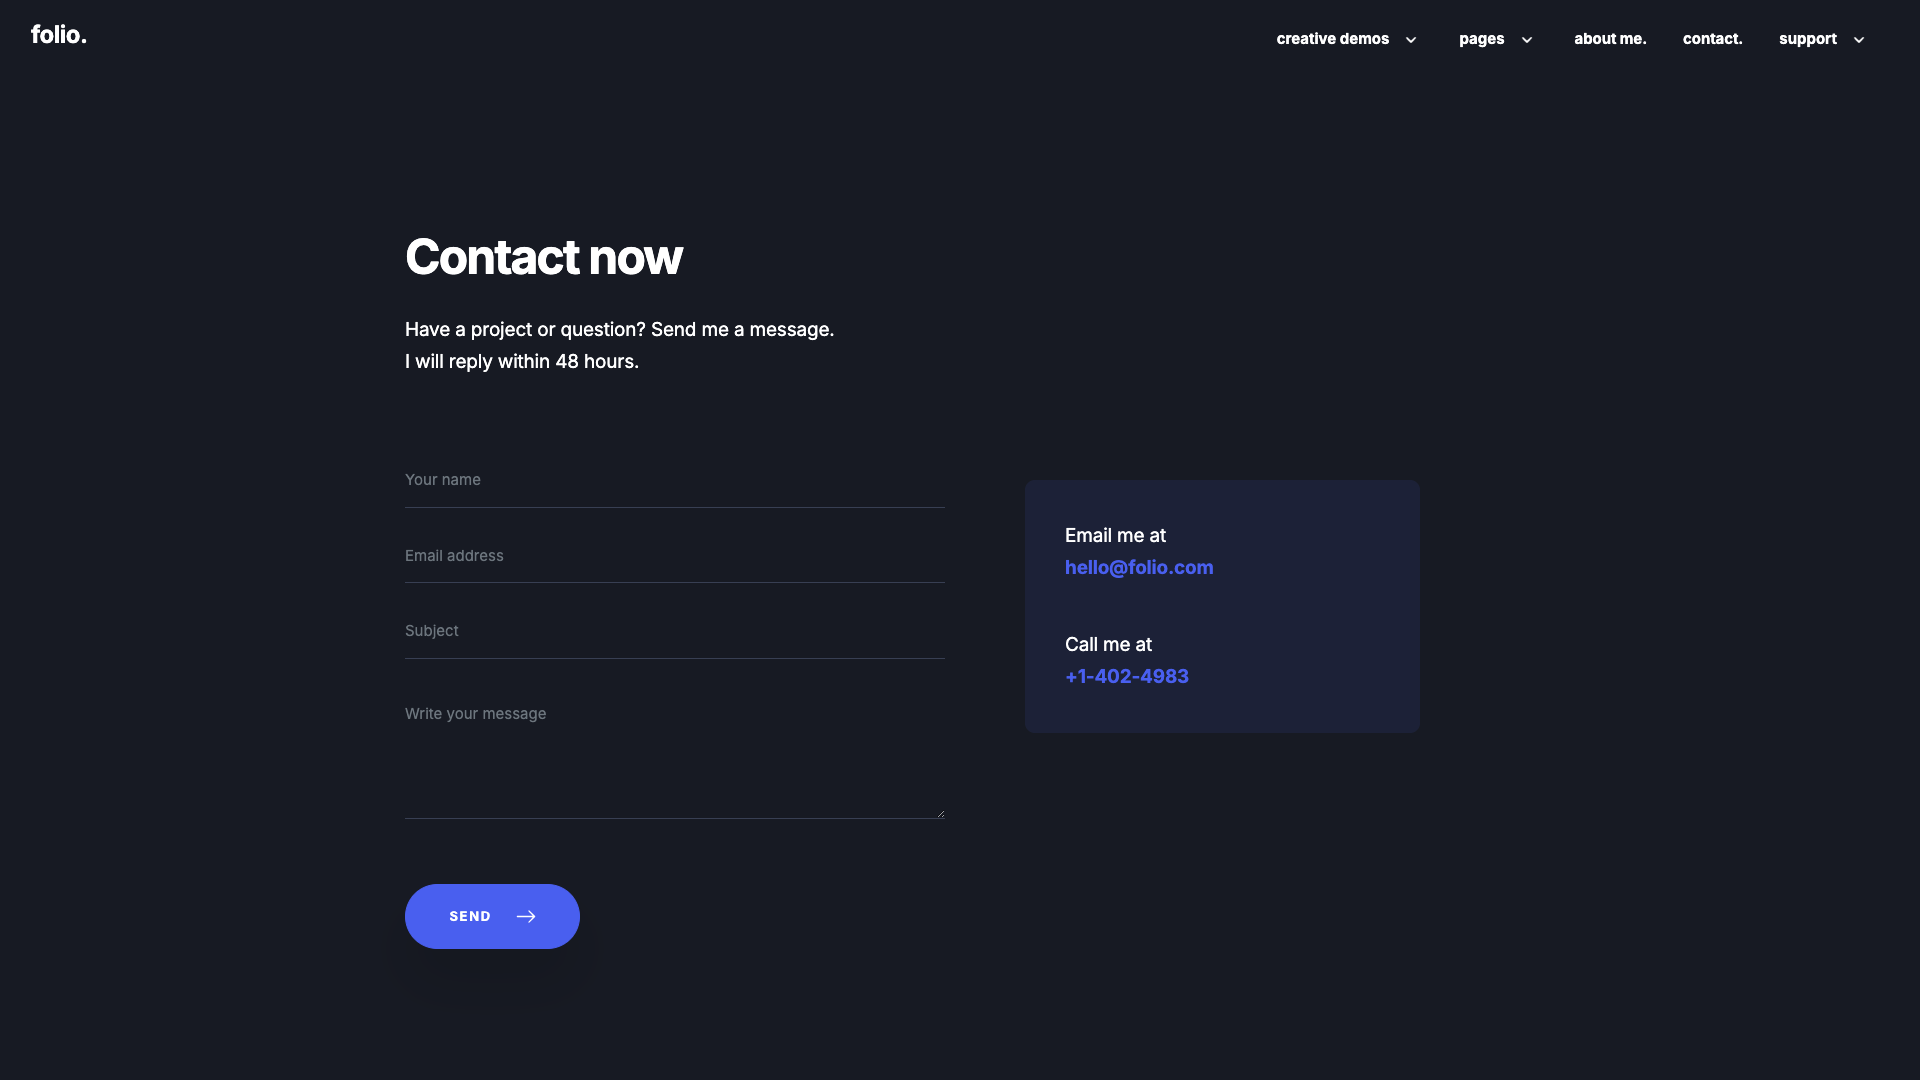 folio.
creative demos
pages
about me.
contact.
support
Contact now
Have a project or question? Send me a message.
I will reply within 48 hours.
Your name
Email address
Subject
Write your message
SEND
Email me at
hello@folio.com
Call me at
+1-402-4983